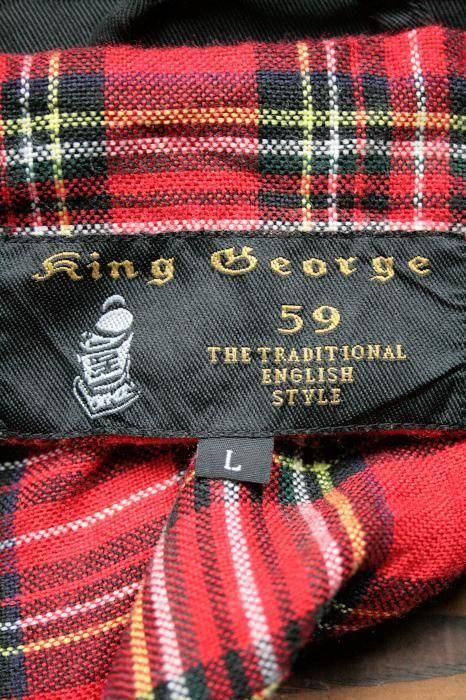 King George
59
THE TRADITIONAL
ENGLISH
STYLE
L